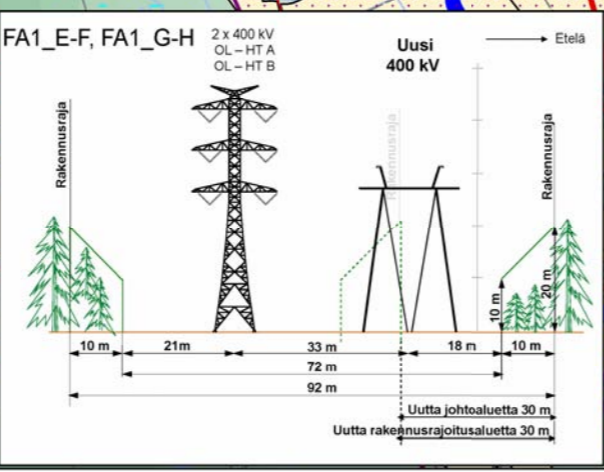 FA1_E-F, FA1_G-H
2 x 400 kV
OL – HT A
OL – HT B
Uusi
400 kV
Etelä
Rakennusraja
Rakennusraja
Rakennusraja
10 m
20 m
10 m
21m
33 m
18 m
10 m
72 m
92 m
Uutta johtoaluetta 30 m
Uutta rakennusrajoitusaluetta 30 m